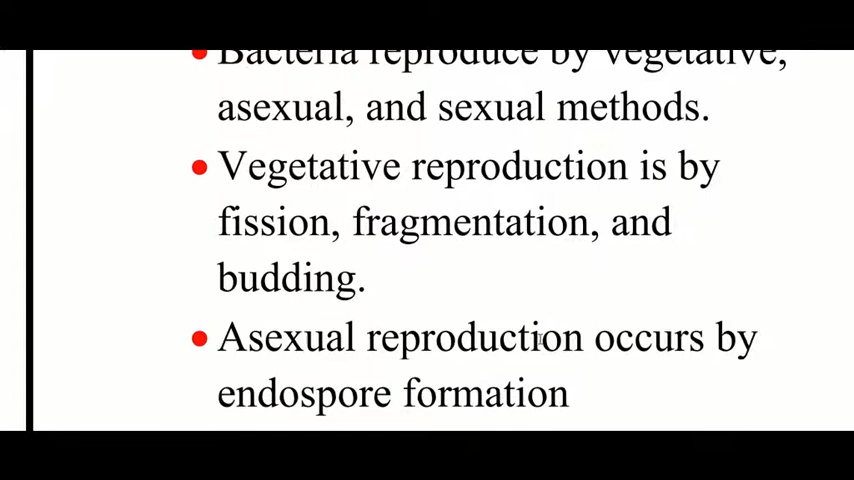 Bacteria reproduce by vegetative,
asexual, and sexual methods.
Vegetative reproduction is by
fission, fragmentation, and
budding.
Asexual reproduction occurs by
endospore formation